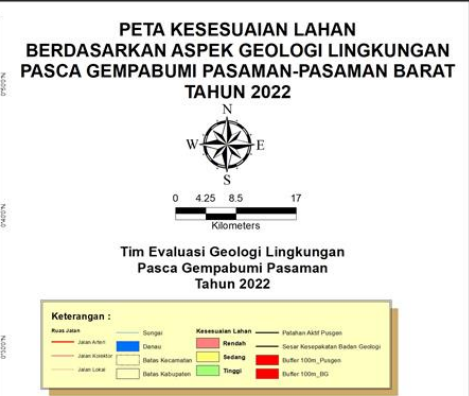 PETA KESESUAIAN LAHAN
BERDASARKAN ASPEK GEOLOGI LINGKUNGAN
PASCA GEMPABUMI PASAMAN-PASAMAN BARAT
TAHUN 2022
N
W E
S
0 4.25 8.5 17
Kilometers
Tim Evaluasi Geologi Lingkungan
Pasca Gempabumi Pasaman
Tahun 2022
Keterangan :
Ruas Jalan
Jalan Arteri
Jalan Kolektor
Jalan Lokal
Sungai
Danau
Batas Kecamatan
Batas Kabupaten
Kesesuaian Lahan
Rendah
Sedang
Tinggi
Patahan Aktif Pusgen
Sesar Kesepakatan Badan Geologi
Buffer 100m_Pusgen
Buffer 100m_BG